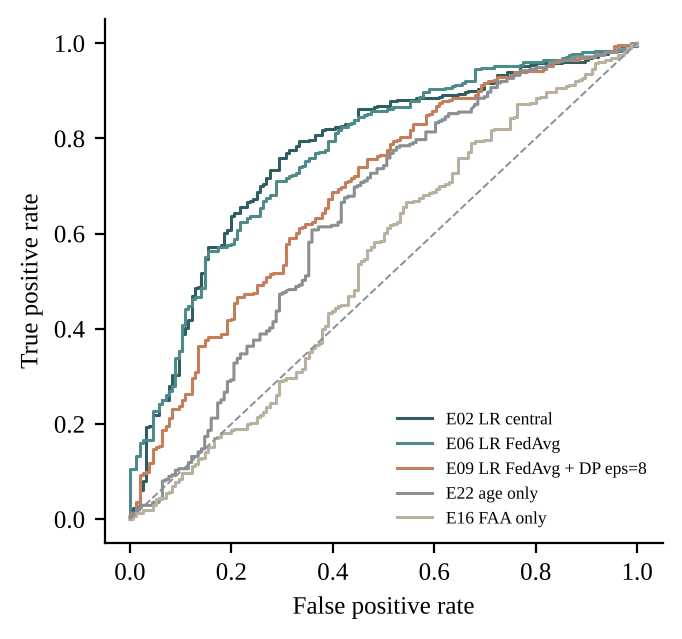 1.0
0.8
0.6
0.4
0.2
0.0
True positive rate
E02 LR central
E06 LR FedAvg
E09 LR FedAvg + DP eps=8
E22 age only
E16 FAA only
0.0 0.2 0.4 0.6 0.8 1.0
False positive rate